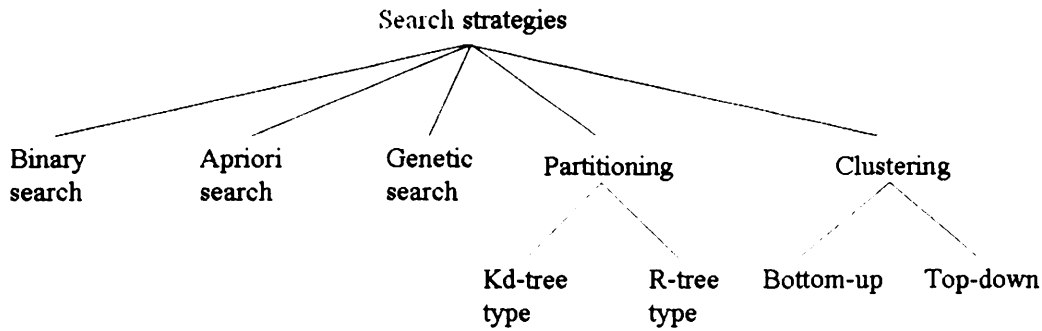 Search strategies
Binary
search
Apriori
search
Genetic
search
Partitioning
Clustering
Kd-tree
type
R-tree
type
Bottom-up
Top-down